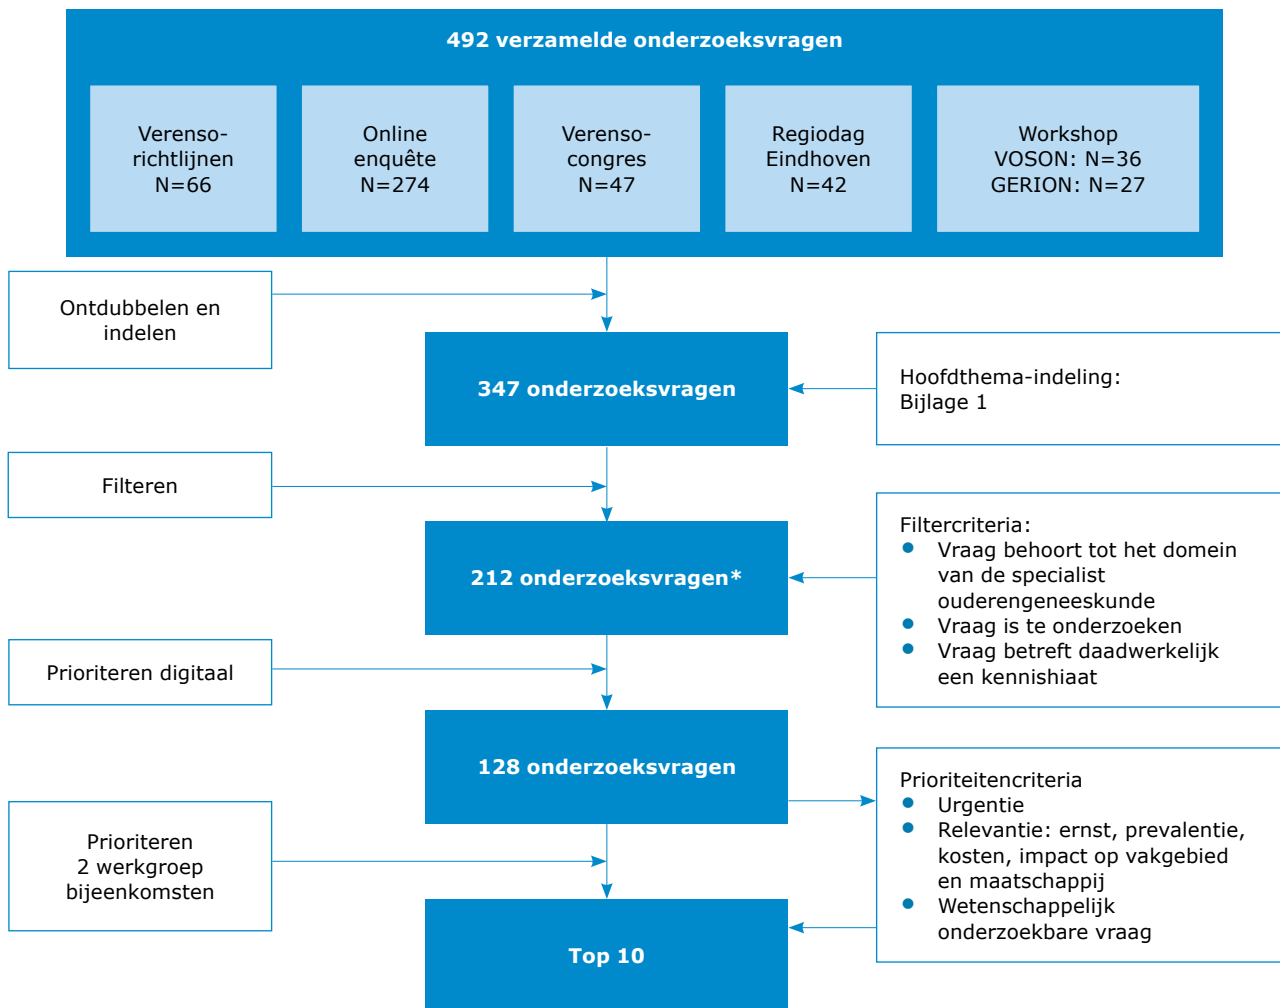 492 verzamelde onderzoeksvragen
Verenso-
richtlijnen
N=66
Online
enquête
N=274
Verenso-
congres
N=47
Regiodag
Eindhoven
N=42
Workshop
VOSON: N=36
GERION: N=27
Ontdubbelen en
indelen
347 onderzoeksvragen
Hoofdthema-indeling:
Bijlage 1
Filteren
212 onderzoeksvragen*
Filtercriteria:
• Vraag behoort tot het domein
van de specialist
ouderengeneeskunde
• Vraag is te onderzoeken
• Vraag betreft daadwerkelijk
een kennishiaat
Prioriteren digitaal
128 onderzoeksvragen
Prioriteitencriteria
• Urgentie
• Relevantie: ernst, prevalentie,
kosten, impact op vakgebied
en maatschappij
• Wetenschappelijk
onderzoekbare vraag
Prioriteren
2 werkgroep
bijeenkomsten
Top 10